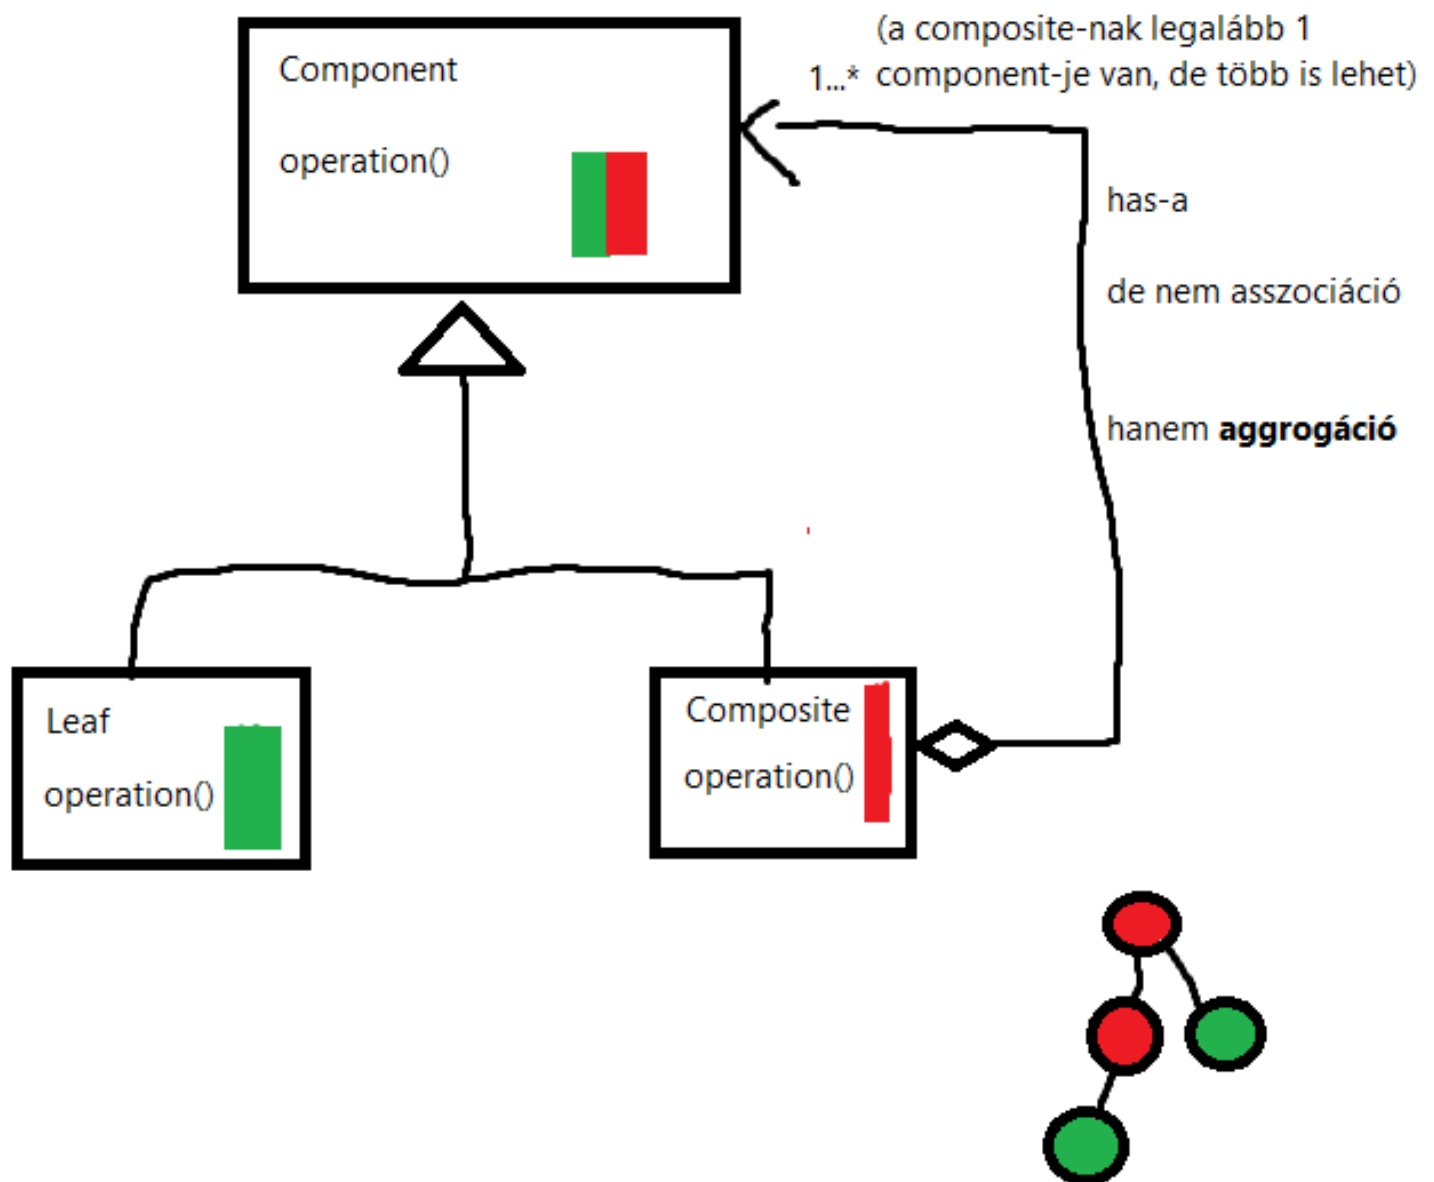 (a composite-nak legalább 1
1...* component-je van, de több is lehet)
Component
operation()
has-a
de nem asszociáció
hanem aggrogáció
Leaf
operation()
Composite
operation()